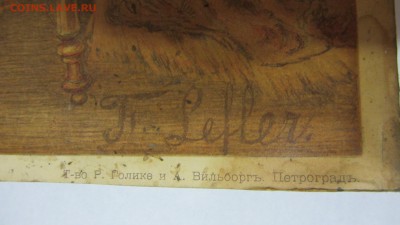 COINS.LAVE.RU
F. Lefler.
Т-во Р. Голике и А. Вильборгъ. Петроградъ.